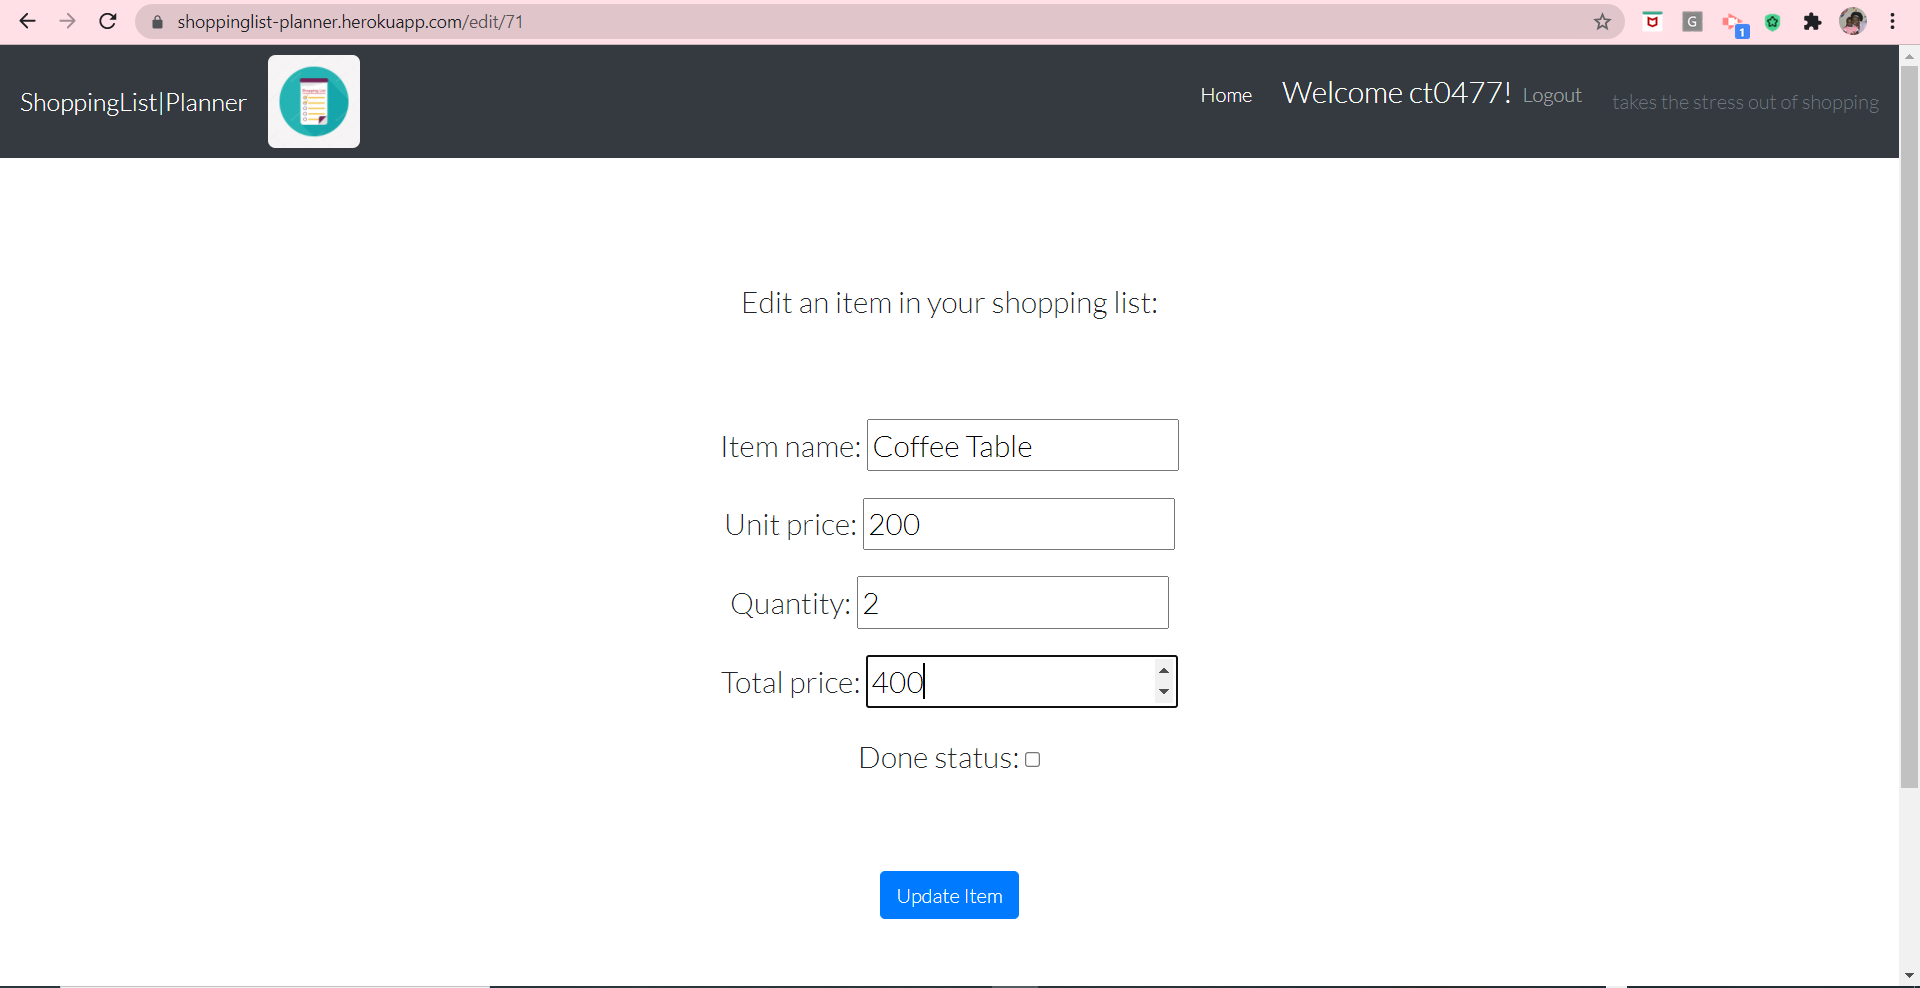 shoppinglist-planner.herokuapp.com/edit/71
G
1
ShoppingList|Planner
Home Welcome ct0477! Logout takes the stress out of shopping
Edit an item in your shopping list:
Item name: Coffee Table
Unit price: 200
Quantity: 2
Total price: 400
Done status:
Update Item